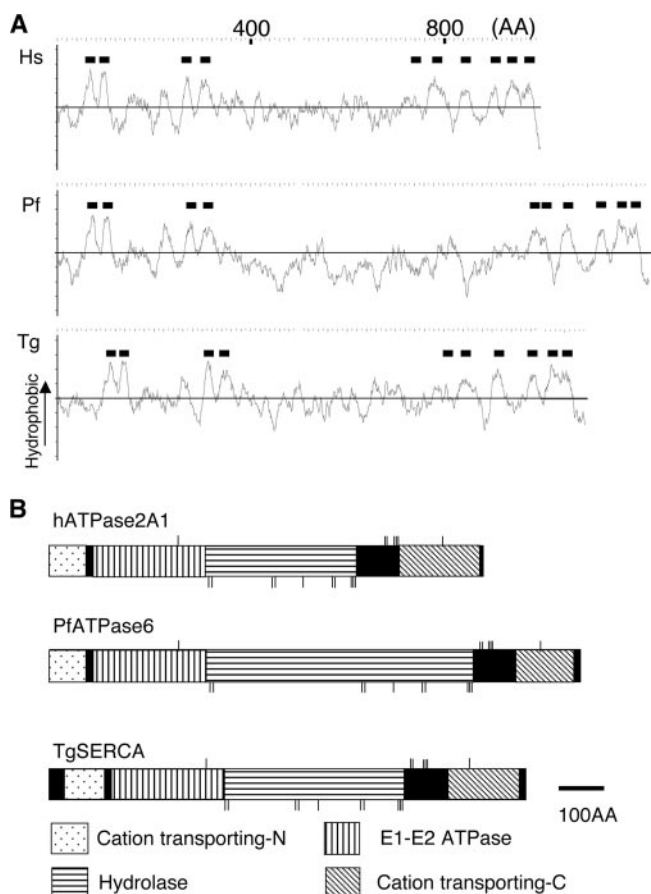 A
400 800 (AA)
Hs
Pf
Tg
Hydrophobic
B
hATPase2A1
PfATPase6
TgSERCA
100AA
Cation transporting-N E1-E2 ATPase
Hydrolase Cation transporting-C